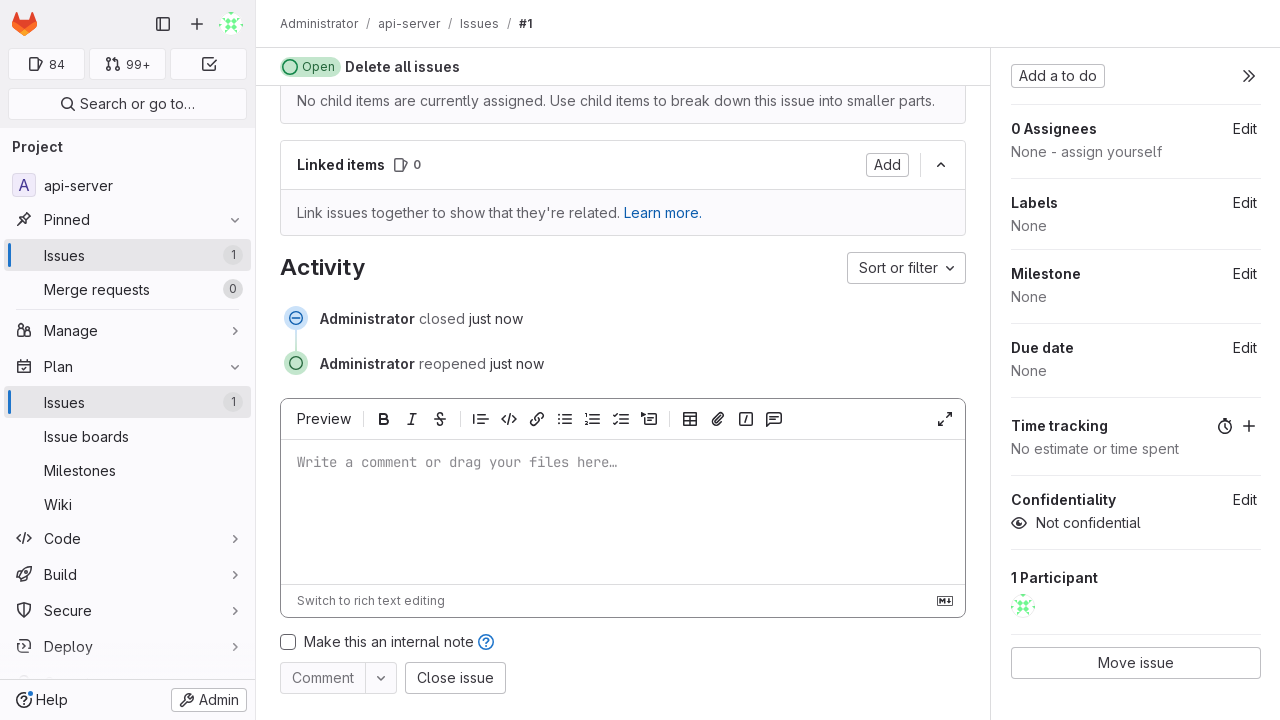 84
99+
Search or go to…
Project
A api-server
Pinned
Issues 1
Merge requests 0
Manage
Plan
Issues 1
Issue boards
Milestones
Wiki
Code
Build
Secure
Deploy
Help
Admin
Administrator / api-server / Issues / #1
Open Delete all issues
No child items are currently assigned. Use child items to break down this issue into smaller parts.
Linked items 0
Add
Link issues together to show that they're related. Learn more.
Activity
Sort or filter
Administrator closed just now
Administrator reopened just now
Preview
Write a comment or drag your files here…
Switch to rich text editing
Make this an internal note
Comment
Close issue
Add a to do
0 Assignees Edit
None - assign yourself
Labels Edit
None
Milestone Edit
None
Due date Edit
None
Time tracking
No estimate or time spent
Confidentiality Edit
Not confidential
1 Participant
Move issue